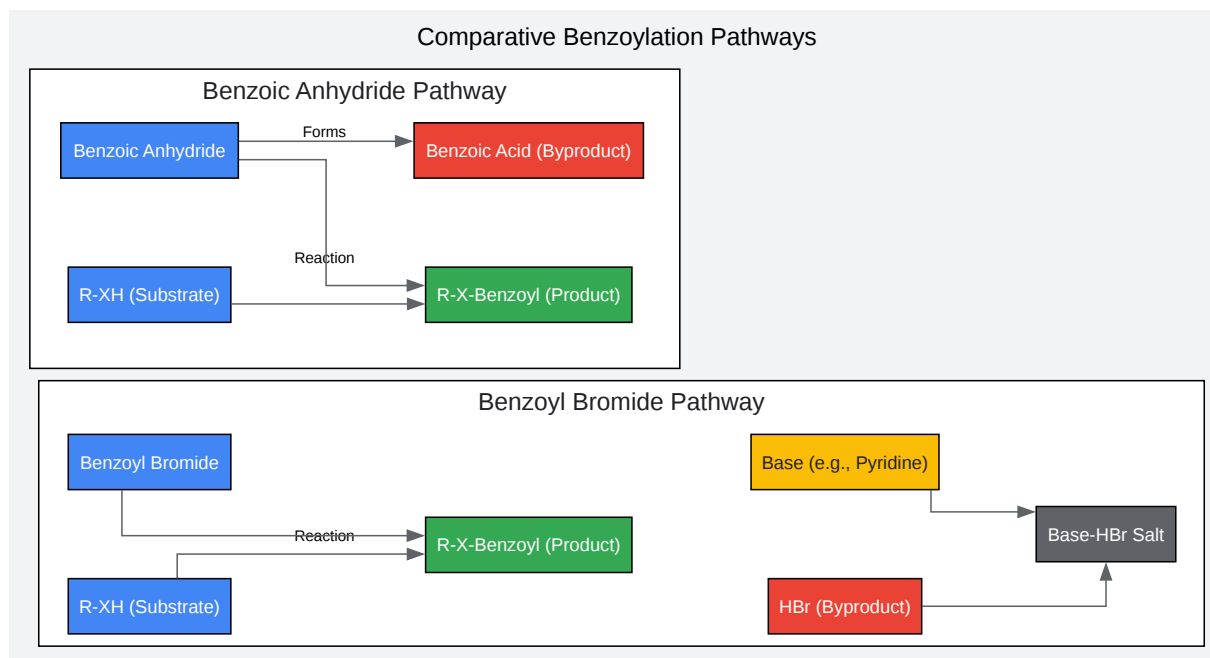 Comparative Benzoylation Pathways
Benzoic Anhydride Pathway
Benzoic Anhydride
Forms
Benzoic Acid (Byproduct)
Reaction
R-XH (Substrate)
R-X-Benzoyl (Product)
Benzoyl Bromide Pathway
Benzoyl Bromide
Base (e.g., Pyridine)
Reaction
R-X-Benzoyl (Product)
Base-HBr Salt
R-XH (Substrate)
HBr (Byproduct)